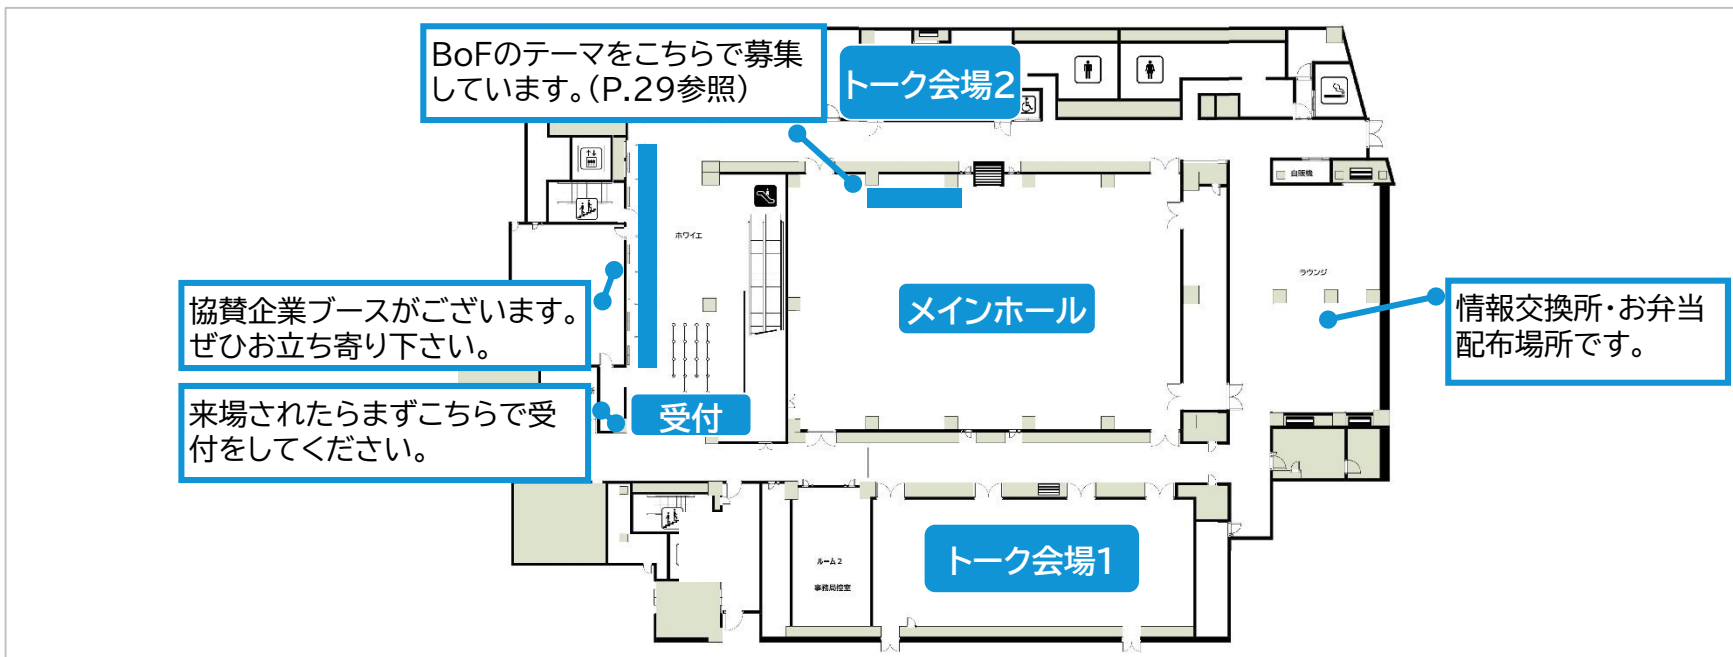 BoFのテーマをこちらで募集
しています。(P.29参照)
トーク会場2
自販機
ホワイエ
ラウンジ
協賛企業ブースがございます。
ぜひお立ち寄り下さい。
メインホール
情報交換所・お弁当
配布場所です。
来場されたらまずこちらで受
付をしてください。
受付
トーク会場1
ルーム2
事務局控室